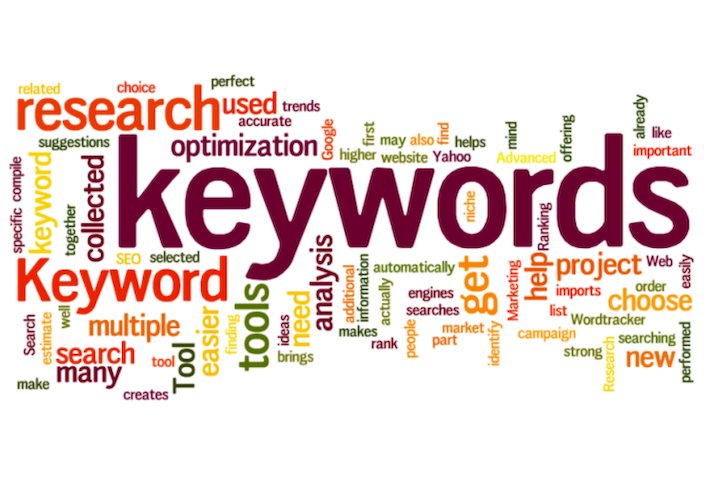 related
choice
perfect
research
used
trends
accurate
suggestions
optimization
Google
higher
first
website
may
also
Yahoo
find
helps
Advanced
mind
offering
already
like
important
specific
compile
keyword
together
collected
keywords
niche
Ranking
SEO
selected
Keyword
analysis
additional
information
automatically
actually
engines
searches
get
Marketing
help
project
imports
Web
easily
order
choose
list
Wordtracker
Search
estimate
well
multiple
easier
finding
tools
ideas
need
makes
rank
people
market
part
identify
campaign
strong
searching
Research
new
performed
search
many
tool
Tool
brings
make
creates